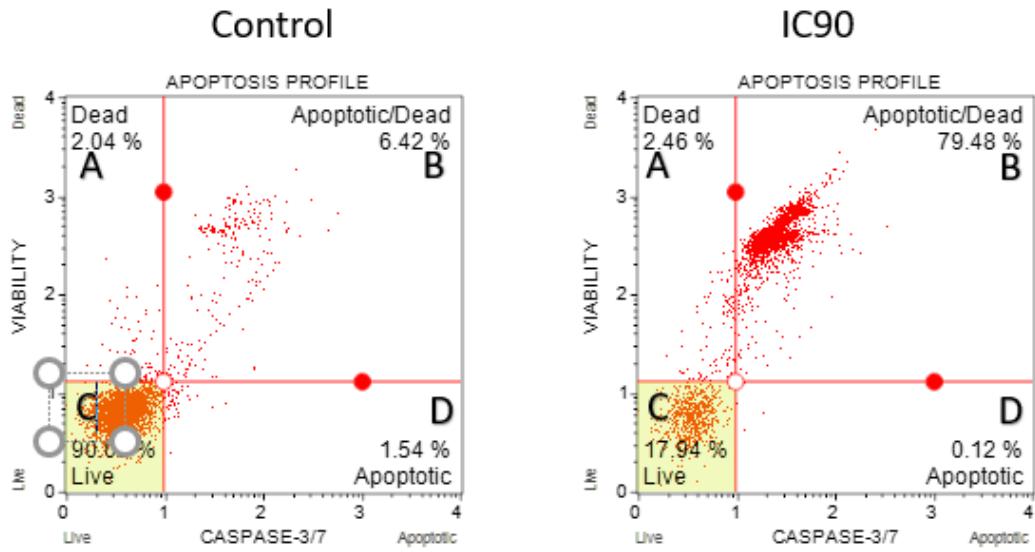 Control
APOPTOSIS PROFILE
Dead
4
Dead
2.04 %
Apoptotic/Dead
6.42 %
A
B
3
VIABILITY
2
1
C
D
%
Live
1.54 %
Apoptotic
Live
0
0 1 2 3 4
Live
CASPASE-3/7
Apoptotic
IC90
APOPTOSIS PROFILE
Dead
4
Dead
2.46 %
Apoptotic/Dead
79.48 %
A
B
3
VIABILITY
2
1
C
D
17.94 %
Live
0.12 %
Apoptotic
Live
0
0 1 2 3 4
Live
CASPASE-3/7
Apoptotic